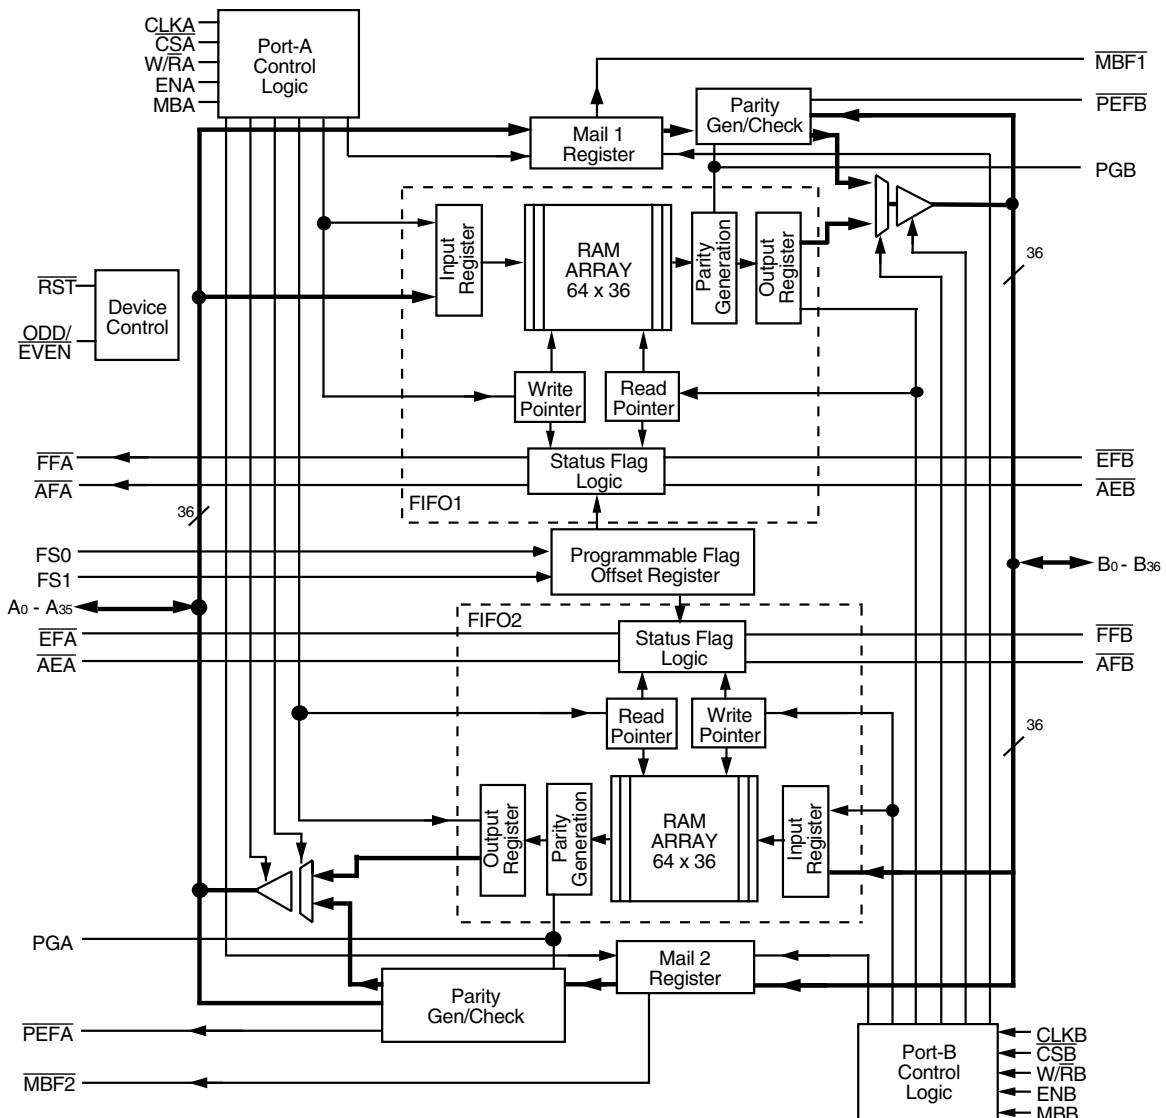 CLKA
CSA
W/RA
ENA
MBA
Port-A
Control
Logic
MBF1
PEFB
PGB
Mail 1
Register
Parity
Gen/Check
Input
Register
RAM
ARRAY
64 x 36
Parity
Generation
Output
Register
36
RST
ODD/
EVEN
Device
Control
Write
Pointer
Read
Pointer
FFA
AFA
Status Flag
Logic
EFB
AEB
FIFO1
36
FS0
FS1
Programmable Flag
Offset Register
A0 - A35
B0 - B36
FIFO2
EFA
AEA
Status Flag
Logic
FFB
AFB
Read
Pointer
Write
Pointer
36
Output
Register
Parity
Generation
RAM
ARRAY
64 x 36
Input
Register
PGA
Mail 2
Register
Parity
Gen/Check
PEFA
MBF2
Port-B
Control
Logic
CLKB
CSB
W/RB
ENB
MBB